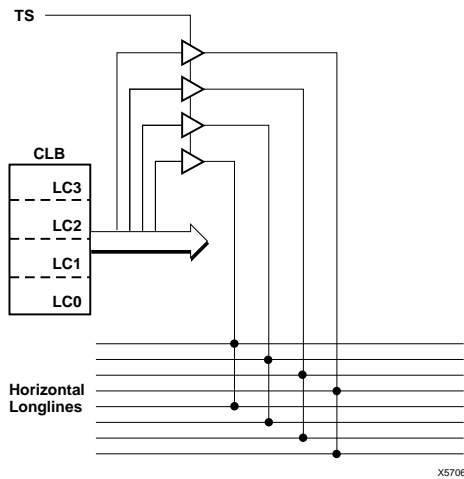 TS
CLB
LC3
LC2
LC1
LC0
Horizontal
Longlines
X5706